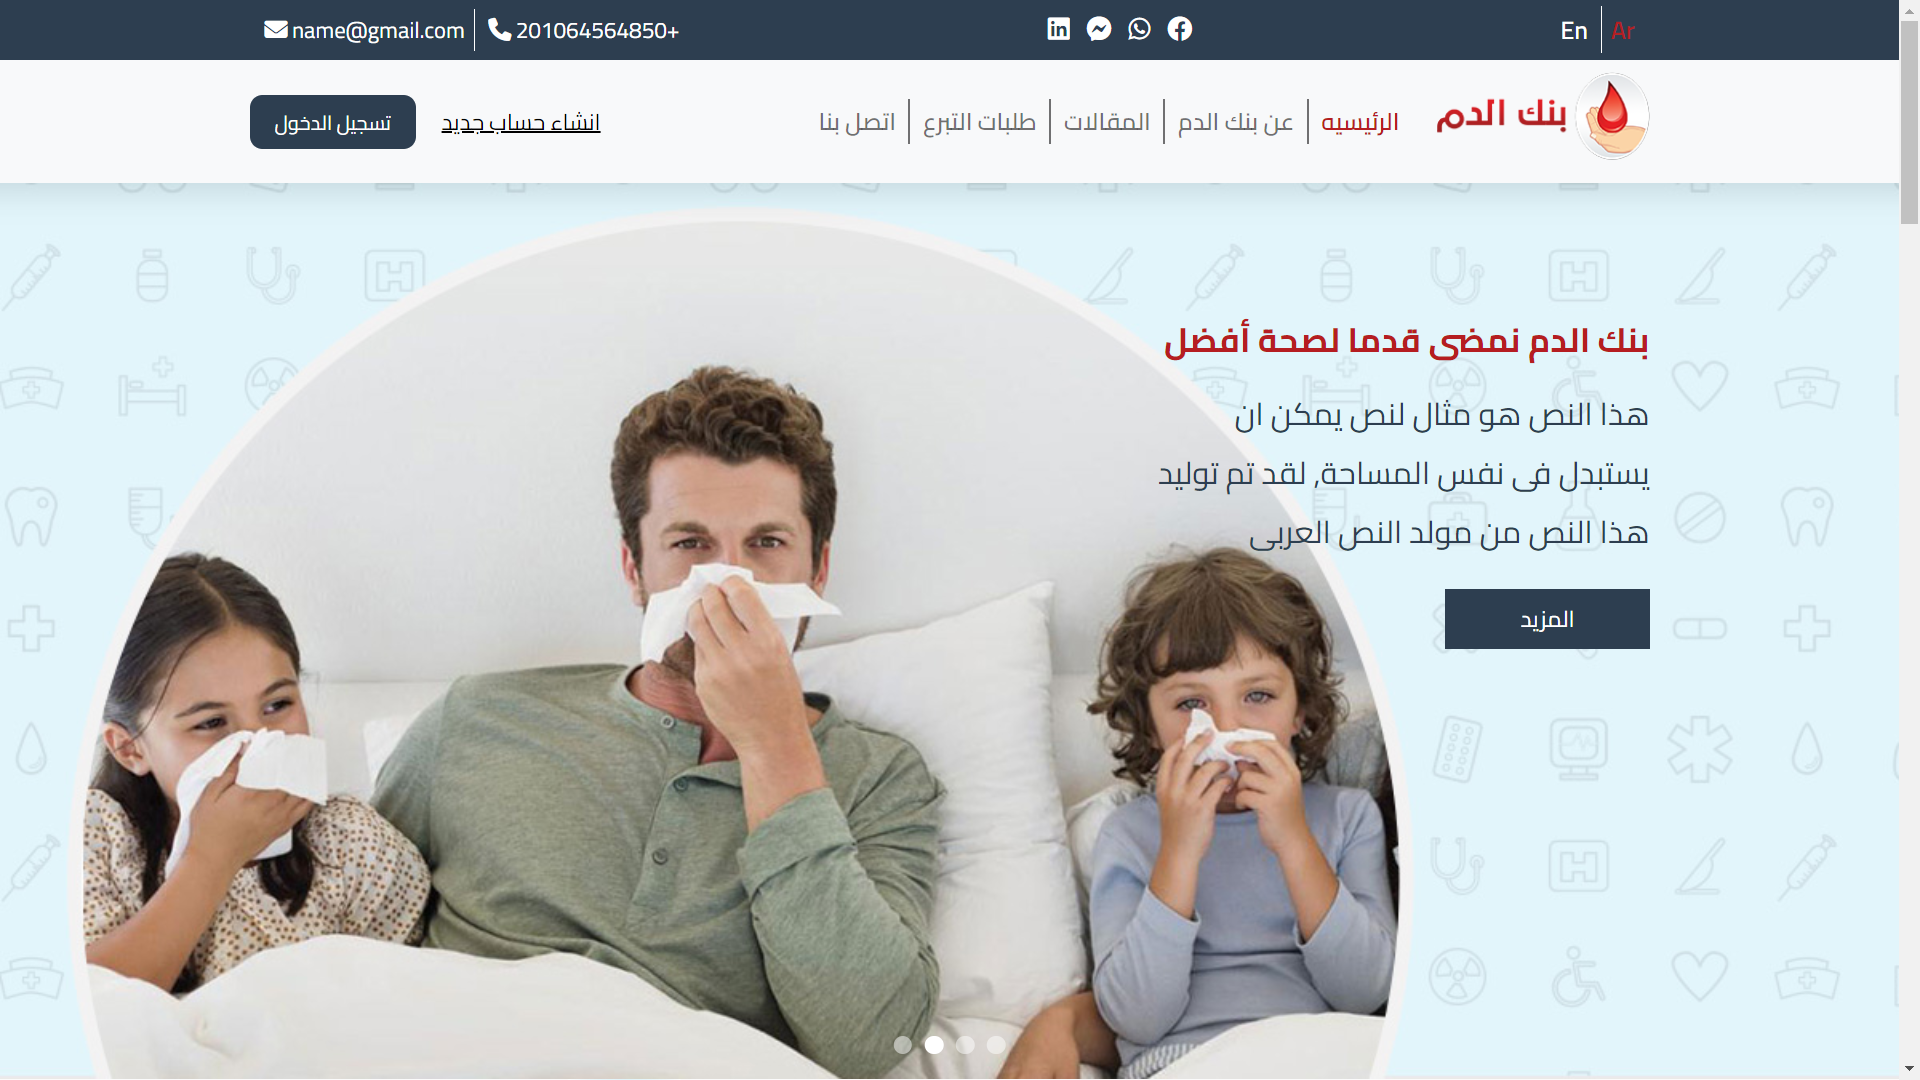 Ar
En
201064564850+
name@gmail.com
بنك الدم
الرئيسيه
عن بنك الدم
المقالات
طلبات التبرع
اتصل بنا
انشاء حساب جديد
تسجيل الدخول
بنك الدم نمضى قدما لصحة أفضل
هذا النص هو مثال لنص يمكن ان
يستبدل فى نفس المساحة, لقد تم توليد
هذا النص من مولد النص العربى
المزيد